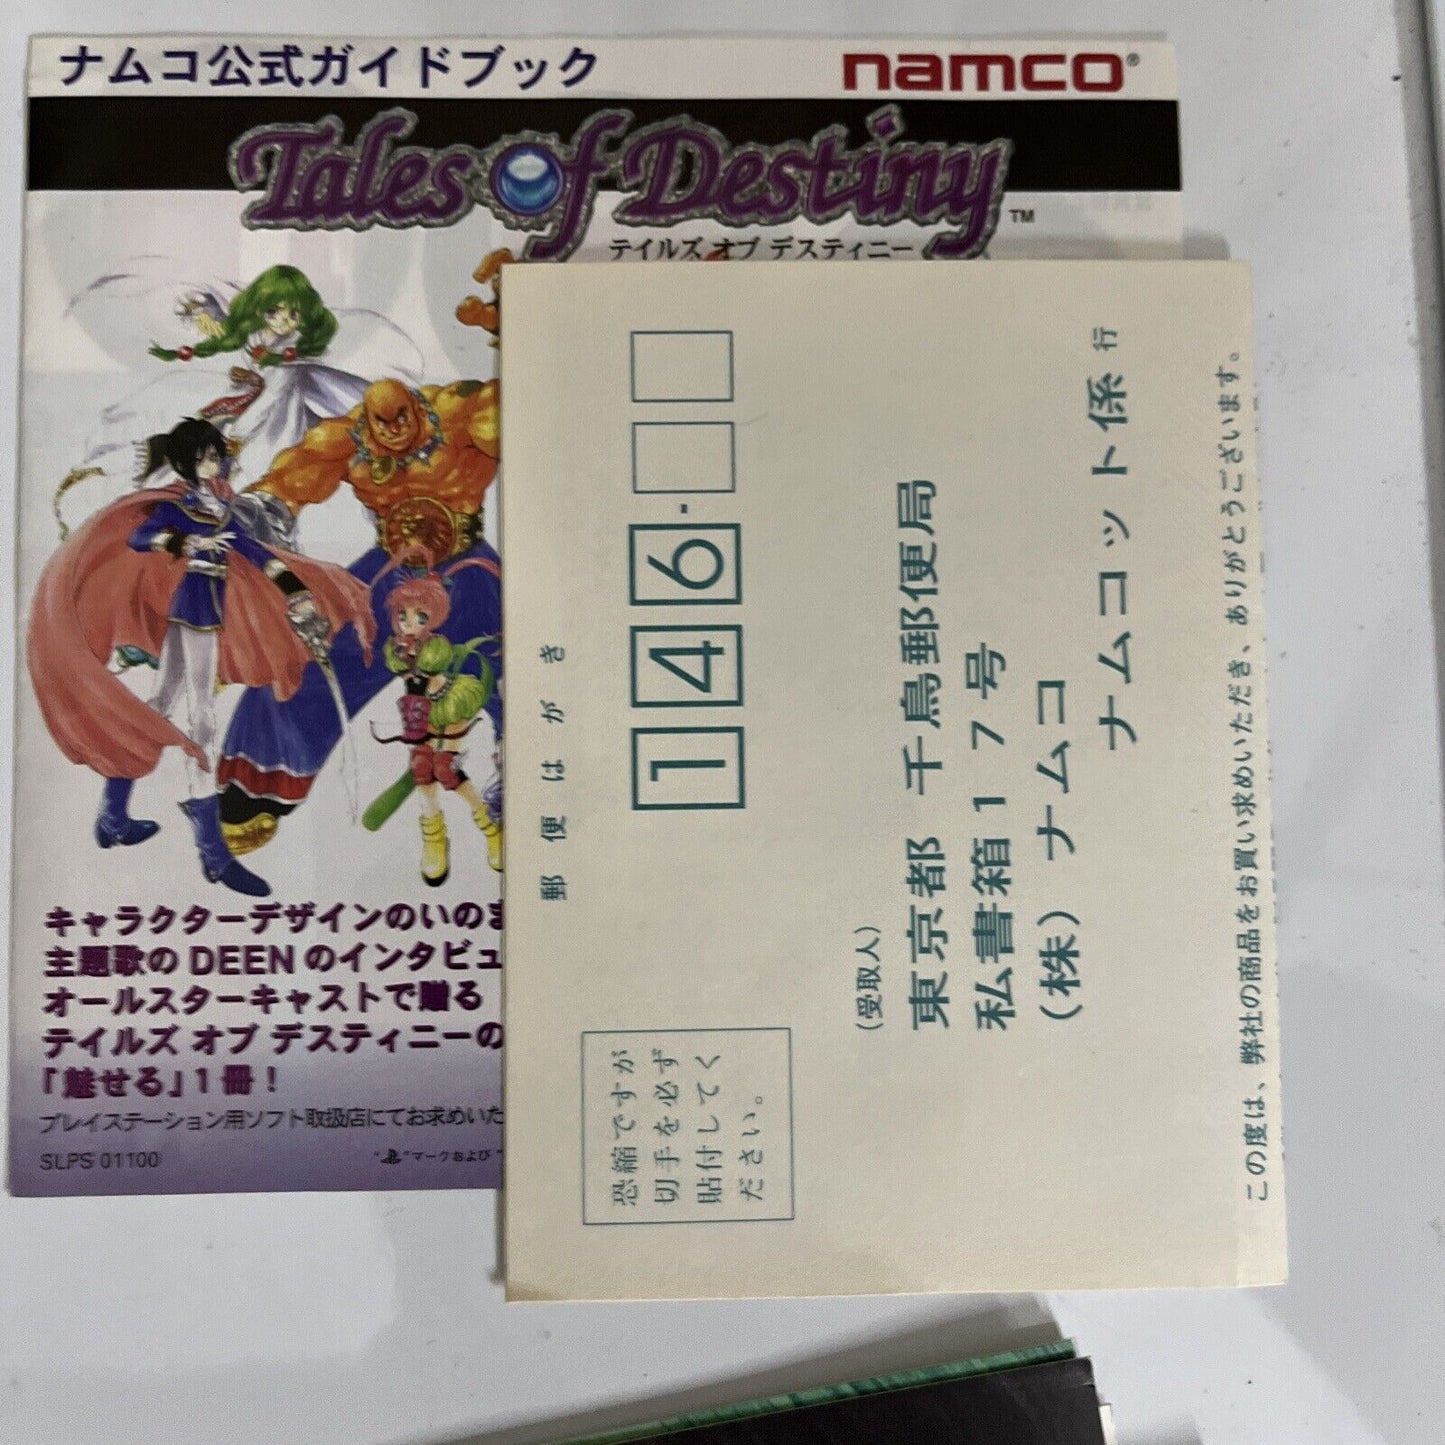 ナムコ公式ガイドブック
namco®
Tales of Destiny™
テイルズ オブ デスティニー
キャラクターデザインのいのま
主題歌の DEEN のインタビュ
オールスターキャストで贈る
テイルズ オブ デスティニーの
「魅せる」1冊!
プレイステーション用ソフト取扱店にてお求めいた
SLPS 01100
" "マークおよび "
郵便はがき
146-
(受取人)
東京都 千鳥郵便局
私書箱17号
(株)ナムコ
ナムコット係 行
恐縮ですが
切手を必ず
貼付してく
ださい。
この度は、弊社の商品をお買い求めいただき、ありがとうございます。